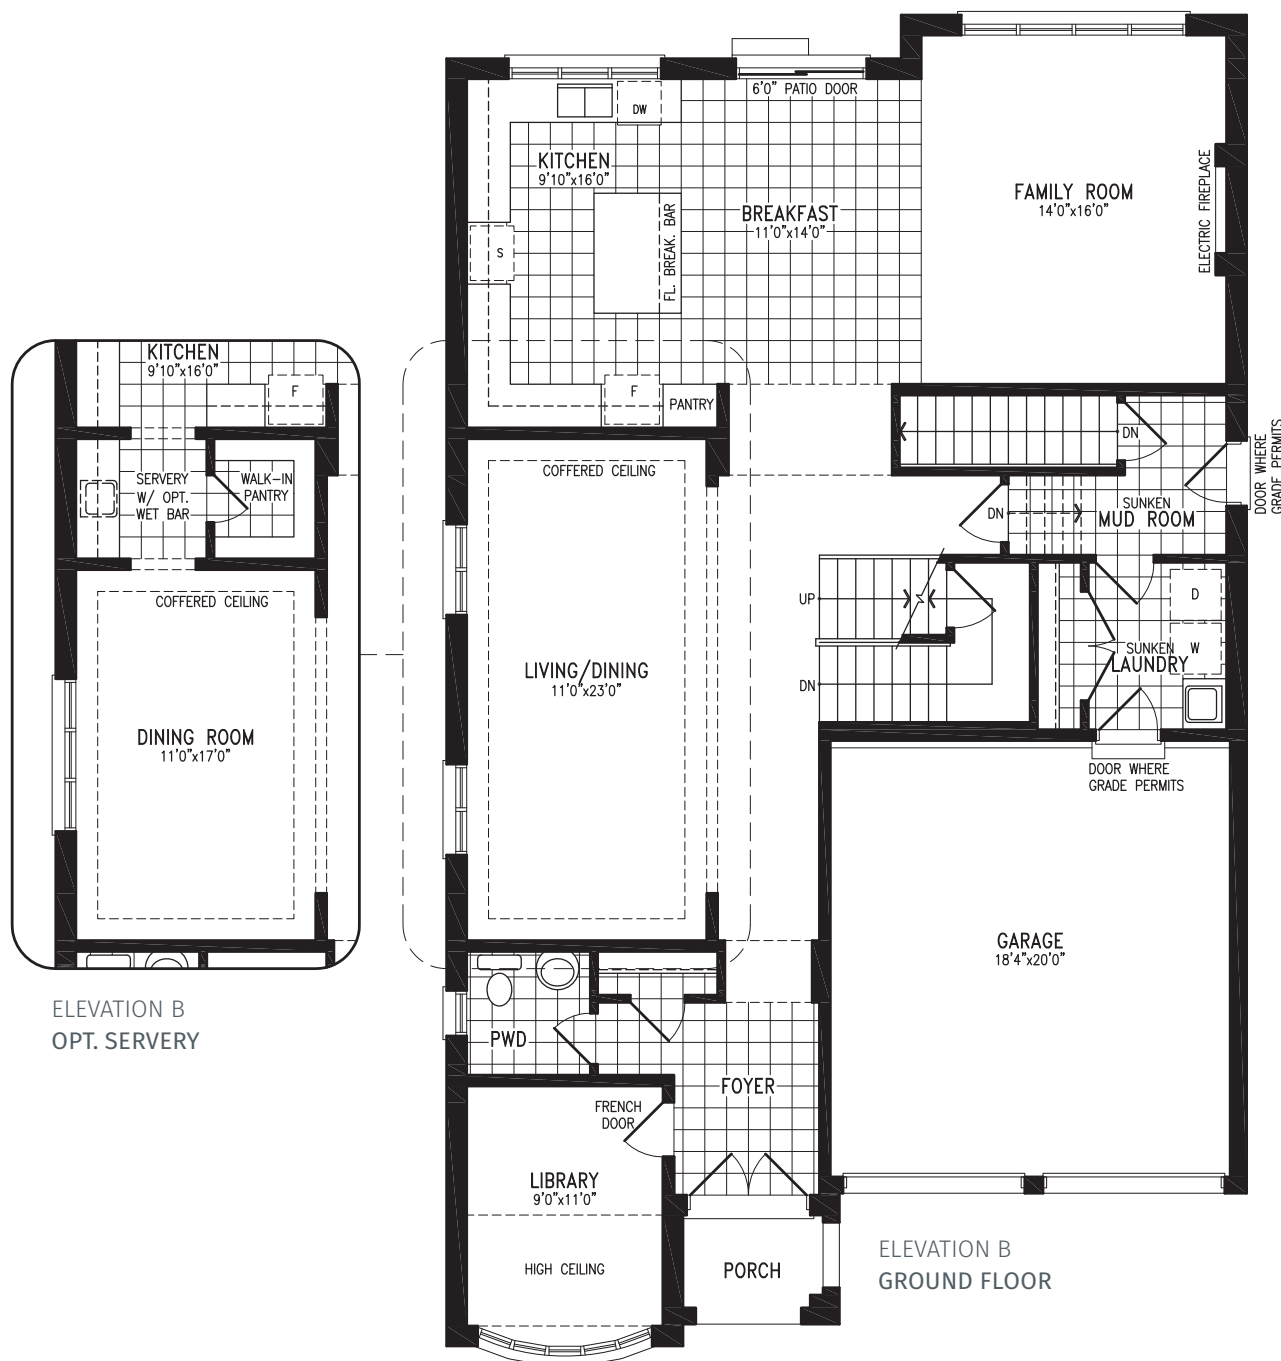 6'0" PATIO DOOR
DW
KITCHEN
9'10"x16'0"
S
FL. BREAK. BAR
BREAKFAST
11'0"x14'0"
FAMILY ROOM
14'0"x16'0"
ELECTRIC FIREPLACE
F
PANTRY
KITCHEN
9'10"x16'0"
F
SERVERY
W/ OPT.
WET BAR
WALK-IN
PANTRY
COFFERED CEILING
DINING ROOM
11'0"x17'0"
ELEVATION B
OPT. SERVERY
COFFERED CEILING
LIVING/DINING
11'0"x23'0"
DN
DN
SUNKEN
MUD ROOM
DOOR WHERE
GRADE PERMITS
UP
DN
D
W
SUNKEN
LAUNDRY
DOOR WHERE
GRADE PERMITS
GARAGE
18'4"x20'0"
PWD
FOYER
FRENCH
DOOR
LIBRARY
9'0"x11'0"
HIGH CEILING
PORCH
ELEVATION B
GROUND FLOOR